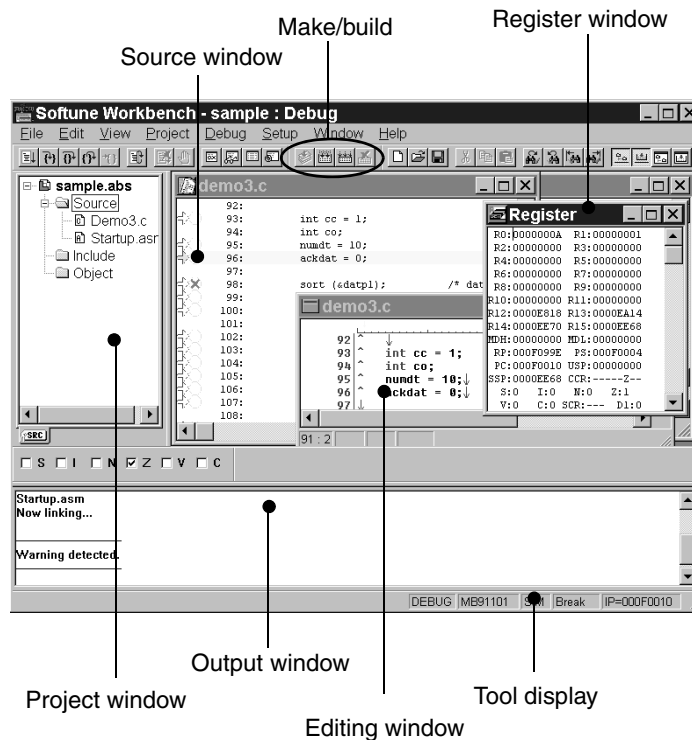 Register window
Make/build
Source window
Softune Workbench - sample : Debug
File Edit View Project Debug Setup Window Help
sample.abs
Source
Demo3.c
Startup.asr
Include
Object
SRC
demo3.c
92:
93: int cc = 1;
94: int co;
95: numdt = 10;
96: ackdat = 0;
97:
98: sort (&datpl); /* dat
99:
100:
101:
102:
103:
104:
105:
106:
107:
108:
demo3.c
92 ^ ↓
93 ^ int cc = 1;
94 ^ int co;
95 ^ numdt = 10;↓
96 ^ ackdat = 0;↓
97 ↓
91 : 2
Register
R0:0000000A R1:00000001
R2:00000000 R3:00000000
R4:00000000 R5:00000000
R6:00000000 R7:00000000
R8:00000000 R9:00000000
R10:00000000 R11:00000000
R12:0000E818 R13:0000EA14
R14:0000EE70 R15:0000EE68
MDH:00000000 MDL:00000000
RP:000F099E PS:000F0004
PC:000F0010 USP:00000000
SSP:0000EE68 CCR:-----Z--
S:0 I:0 N:0 Z:1
V:0 C:0 SCR:--- D1:0
S I N Z V C
Startup.asm
Now linking...
Warning detected.
DEBUG MB91101 Break IP=000F0010
Output window
Project window
Tool display
Editing window